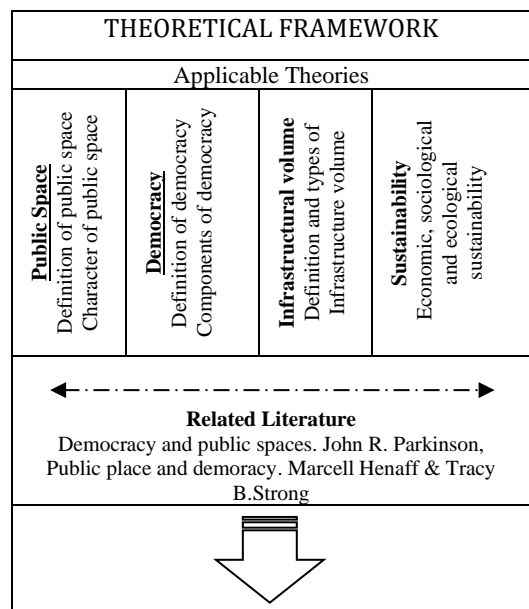 THEORETICAL FRAMEWORK
Applicable Theories
Public Space
Definition of public space
Character of public space
Democracy
Definition of democracy
Components of democracy
Infrastructural volume
Definition and types of
Infrastructure volume
Sustainability
Economic, sociological
and ecological
sustainability
Related Literature
Democracy and public spaces. John R. Parkinson,
Public place and demoracy. Marcell Henaff & Tracy
B.Strong